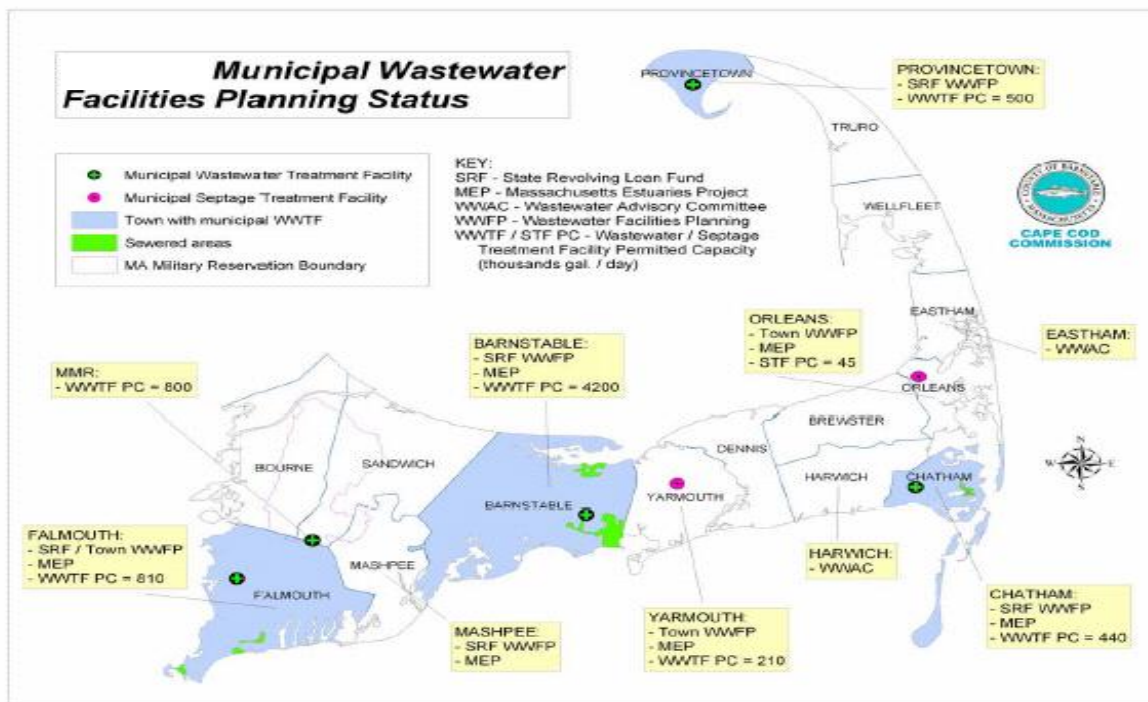 Municipal Wastewater
Facilities Planning Status
Municipal Wastewater Treatment Facility
Municipal Septage Treatment Facility
Town with municipal WWTF
Sewered areas
MA Military Reservation Boundary
KEY:
SRF - State Revolving Loan Fund
MEP - Massachusetts Estuaries Project
WWAC - Wastewater Advisory Committee
WWFP - Wastewater Facilities Planning
WWTF / STF PC - Wastewater / Septage
Treatment Facility Permitted Capacity
(thousands gal. / day)
PROVINCETOWN
PROVINCETOWN:
- SRF WWFP
- WWTF PC = 500
TRURO
WELLFLEET
COUNTY OF BARNSTABLE
MASSACHUSETTS
CAPE COD
COMMISSION
EASTHAM
EASTHAM:
- WWAC
ORLEANS:
- Town WWFP
- MEP
- STF PC = 45
ORLEANS
BARNSTABLE:
- SRF WWFP
- MEP
- WWTF PC = 4200
MMR:
- WWTF PC = 800
BREWSTER
DENNIS
N
W
E
S
BOURNE
SANDWICH
HARWICH
CHATHAM
YARMOUTH
BARNSTABLE
FALMOUTH:
- SRF / Town WWFP
- MEP
- WWTF PC = 810
MASHPEE
FALMOUTH
HARWICH:
- WWAC
CHATHAM:
- SRF WWFP
- MEP
- WWTF PC = 440
YARMOUTH:
- Town WWFP
- MEP
- WWTF PC = 210
MASHPEE:
- SRF WWFP
- MEP